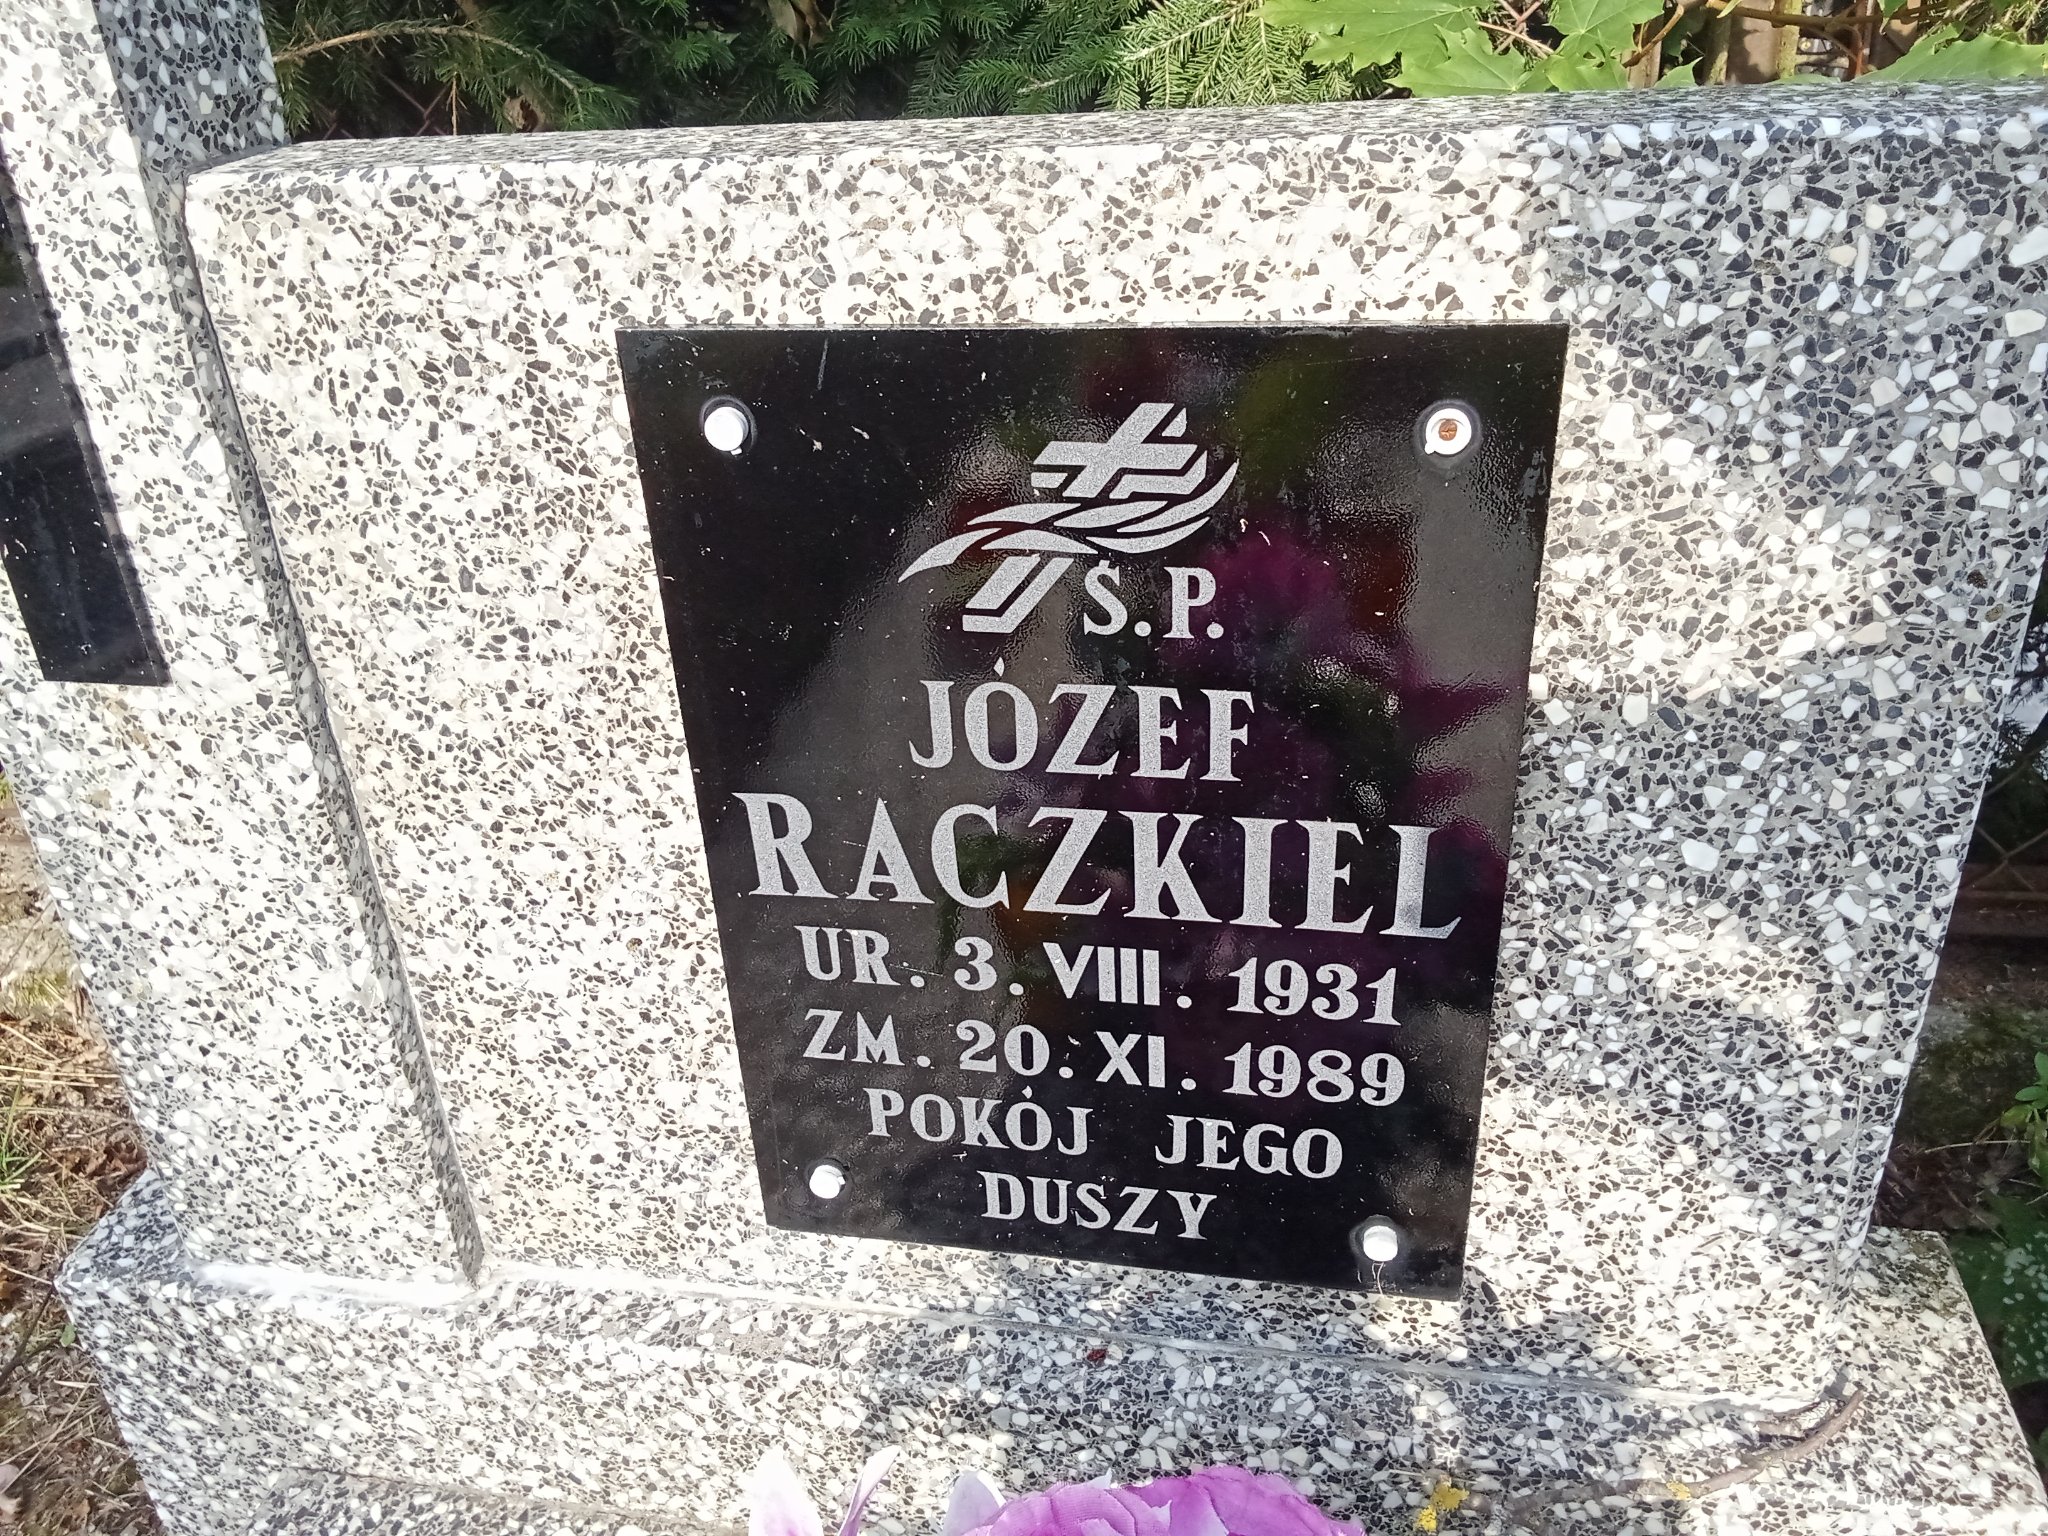 Ś.P.
JÓZEF
RACZKIEL
UR. 3. VIII. 1931
ZM. 20. XI. 1989
POKÓJ JEGO
DUSZY